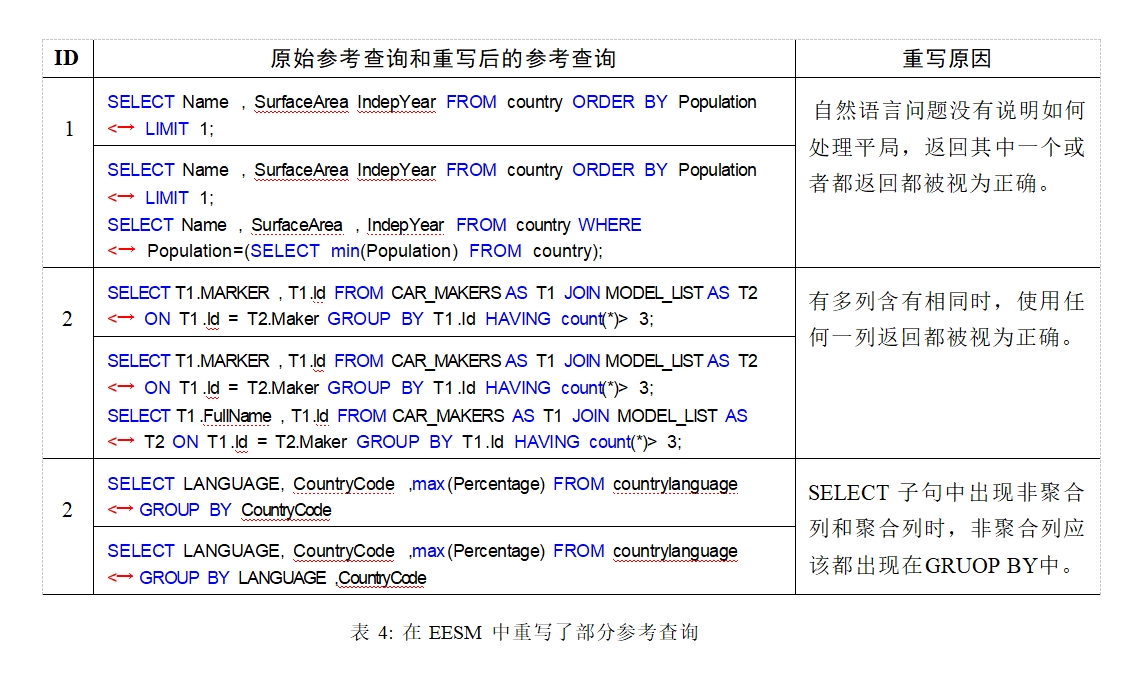 ID 原始参考查询和重写后的参考查询 重写原因
1
SELECT Name , SurfaceArea IndepYear FROM country ORDER BY Population
<→ LIMIT 1;
SELECT Name , SurfaceArea IndepYear FROM country ORDER BY Population
<→ LIMIT 1;
SELECT Name , SurfaceArea , IndepYear FROM country WHERE
<→ Population=(SELECT min(Population) FROM country);
自然语言问题没有说明如何
处理平局，返回其中一个或
者都返回都被视为正确。
2
SELECT T1.MARKER , T1.Id FROM CAR_MAKERS AS T1 JOIN MODEL_LIST AS T2
<→ ON T1.Id = T2.Maker GROUP BY T1.Id HAVING count(*)> 3;
SELECT T1.MARKER , T1.Id FROM CAR_MAKERS AS T1 JOIN MODEL_LIST AS T2
<→ ON T1.Id = T2.Maker GROUP BY T1.Id HAVING count(*)> 3;
SELECT T1.FullName , T1.Id FROM CAR_MAKERS AS T1 JOIN MODEL_LIST AS
<→ T2 ON T1.Id = T2.Maker GROUP BY T1.Id HAVING count(*)> 3;
有多列含有相同时，使用任
何一列返回都被视为正确。
2
SELECT LANGUAGE, CountryCode ,max(Percentage) FROM countrylanguage
<→ GROUP BY CountryCode
SELECT LANGUAGE, CountryCode ,max(Percentage) FROM countrylanguage
<→ GROUP BY LANGUAGE ,CountryCode
SELECT 子句中出现非聚合
列和聚合列时，非聚合列应
该都出现在GRUOP BY中。
表 4: 在 EESM 中重写了部分参考查询